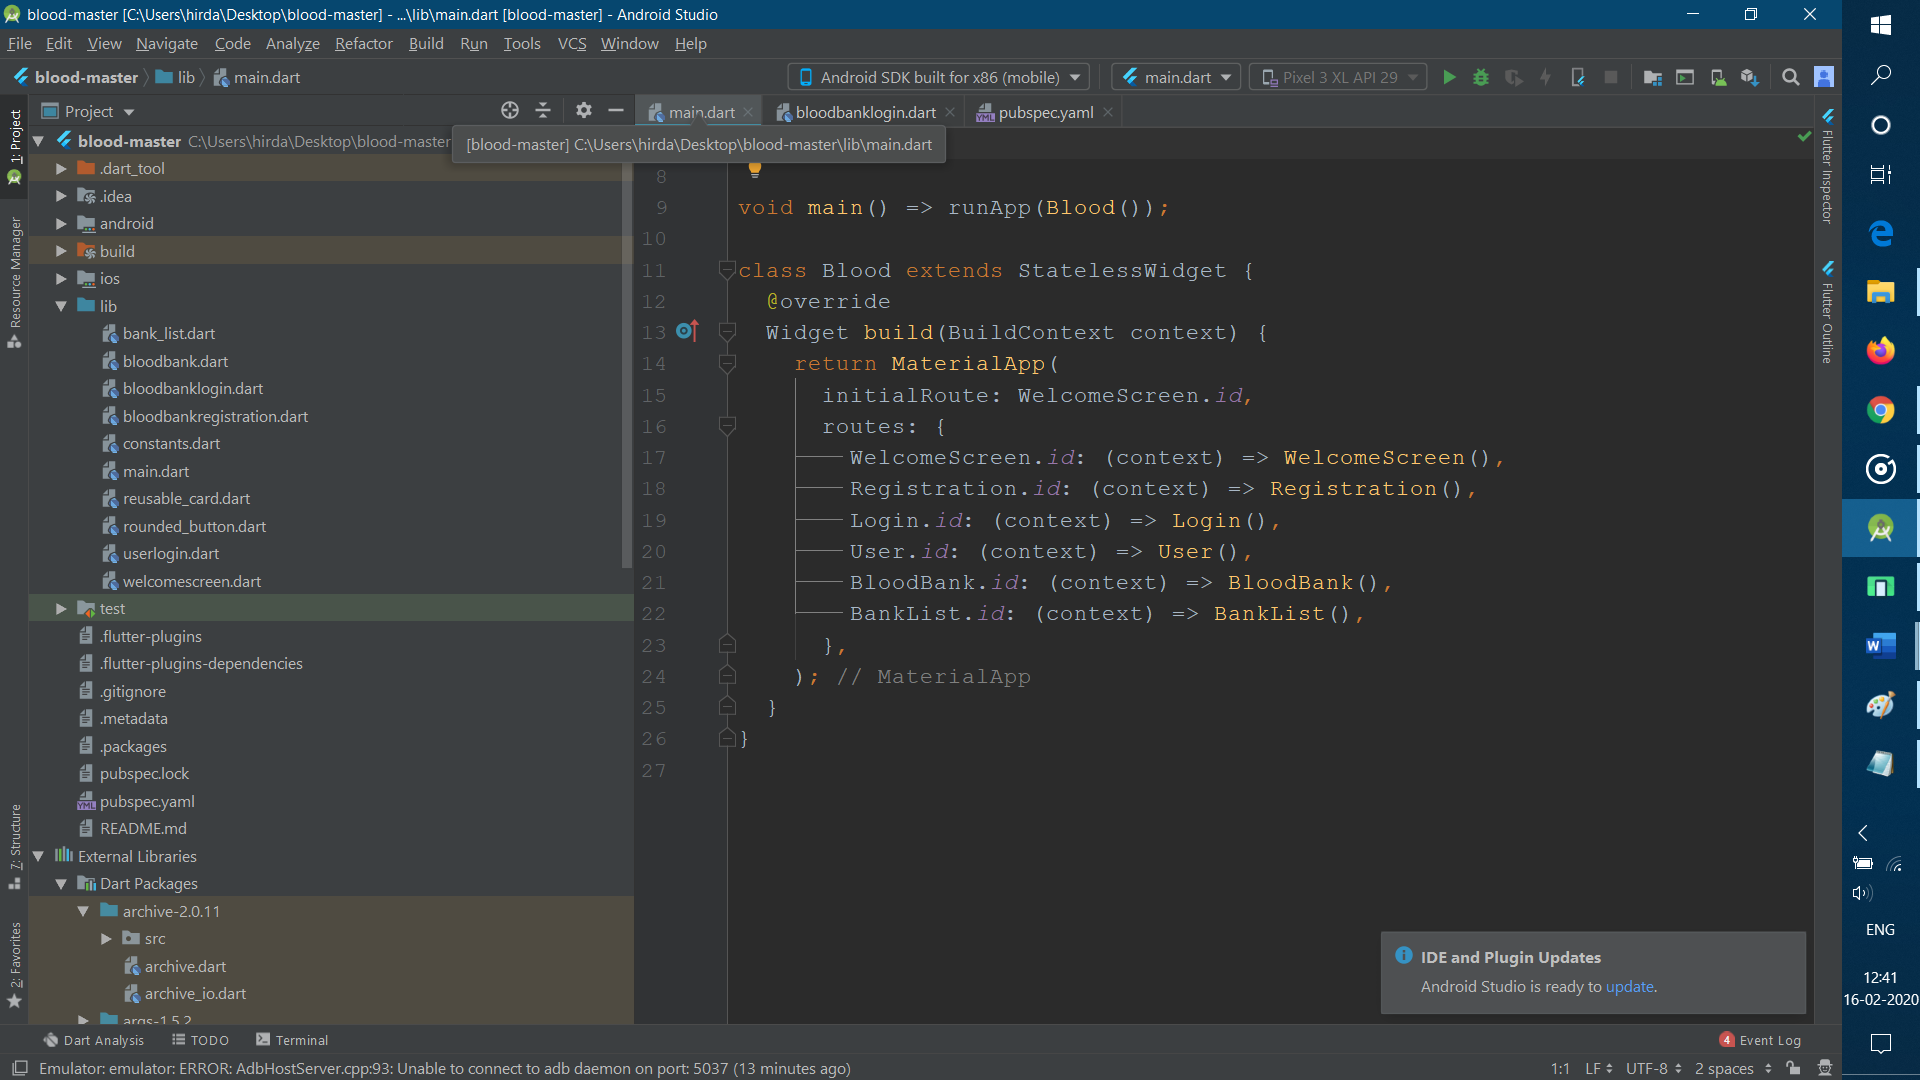 blood-master [C:\Users\hirda\Desktop\blood-master] - ...\lib\main.dart [blood-master] - Android Studio
File Edit View Navigate Code Analyze Refactor Build Run Tools VCS Window Help
blood-master lib main.dart Android SDK built for x86 (mobile) main.dart Pixel 3 XL API 29
Project main.dart bloodbanklogin.dart pubspec.yaml
blood-master C:\Users\hirda\Desktop\blood-master
[blood-master] C:\Users\hirda\Desktop\blood-master\lib\main.dart
.dart_tool
.idea
android
build
ios
lib
bank_list.dart
bloodbank.dart
bloodbanklogin.dart
bloodbankregistration.dart
constants.dart
main.dart
reusable_card.dart
rounded_button.dart
userlogin.dart
welcomescreen.dart
test
.flutter-plugins
.flutter-plugins-dependencies
.gitignore
.metadata
.packages
pubspec.lock
YML pubspec.yaml
README.md
External Libraries
Dart Packages
archive-2.0.11
src
archive.dart
archive_io.dart
args-1.5.2
8
9 void main() => runApp(Blood());
10
11 class Blood extends StatelessWidget {
12 @override
13 Widget build(BuildContext context) {
14 return MaterialApp(
15 initialRoute: WelcomeScreen.id,
16 routes: {
17 WelcomeScreen.id: (context) => WelcomeScreen(),
18 Registration.id: (context) => Registration(),
19 Login.id: (context) => Login(),
20 User.id: (context) => User(),
21 BloodBank.id: (context) => BloodBank(),
22 BankList.id: (context) => BankList(),
23 },
24 ); // MaterialApp
25 }
26 }
27
1: Project
Resource Manager
7: Structure
2: Favorites
Flutter Inspector
Flutter Outline
IDE and Plugin Updates
Android Studio is ready to update.
Dart Analysis TODO Terminal 4 Event Log
Emulator: emulator: ERROR: AdbHostServer.cpp:93: Unable to connect to adb daemon on port: 5037 (13 minutes ago) 1:1 LF UTF-8 2 spaces
ENG
12:41
16-02-2020